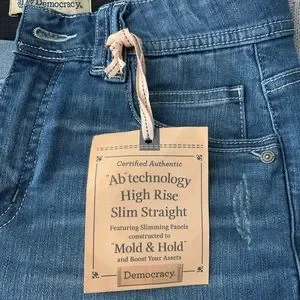 Democracy.
Certified Authentic
"Ab"technology
High Rise
Slim Straight
Featuring Slimming Panels
constructed to
"Mold & Hold"
and Boost Your Assets
Democracy.